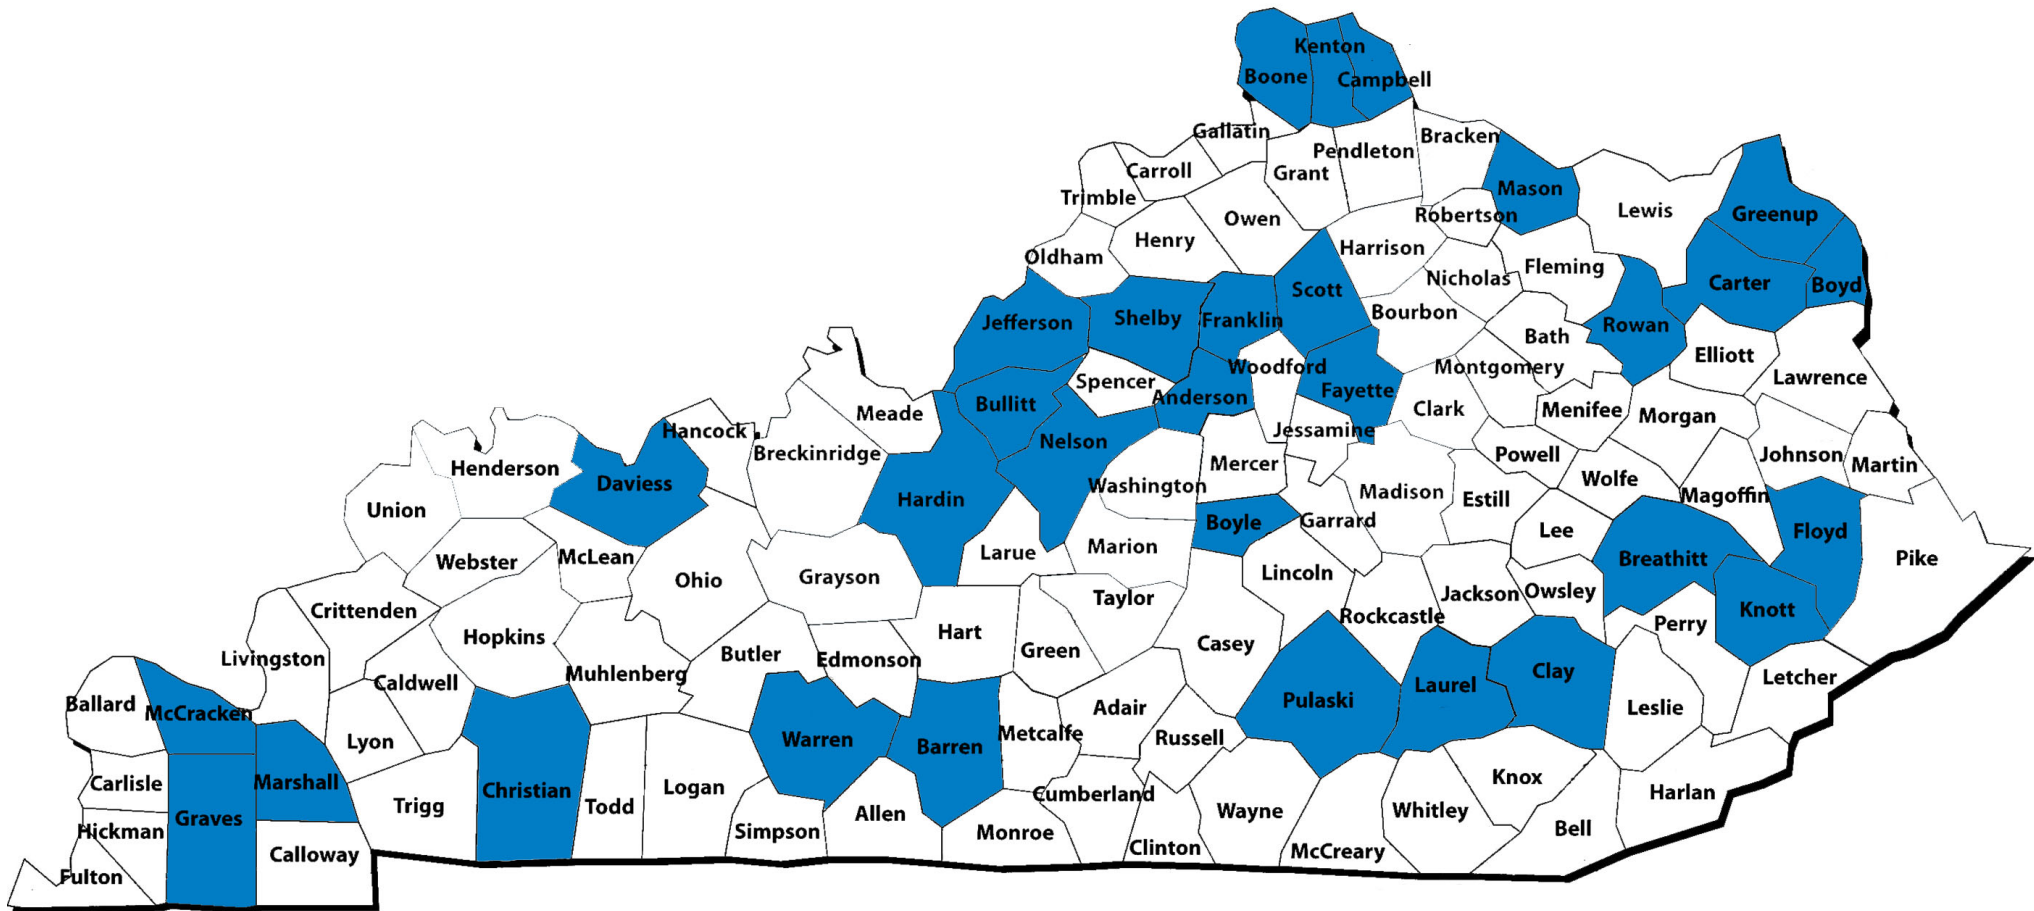 Kenton
Boone
Campbell
Gallatin
Bracken
Pendleton
Carroll
Grant
Mason
Trimble
Lewis
Robertson
Greenup
Owen
Henry
Harrison
Oldham
Fleming
Nicholas
Carter
Boyd
Scott
Bourbon
Shelby
Franklin
Jefferson
Rowan
Bath
Elliott
Woodford
Montgomery
Lawrence
Spencer
Fayette
Anderson
Bullitt
Clark
Menifee
Morgan
Meade
Jessamine
Hancock
Nelson
Breckinridge
Powell
Johnson
Martin
Mercer
Henderson
Wolfe
Daviess
Washington
Madison
Magoffin
Hardin
Estill
Union
Boyle
Garrard
Lee
Floyd
Marion
Larue
McLean
Breathitt
Pike
Webster
Lincoln
Grayson
Ohio
Owsley
Jackson
Taylor
Knott
Crittenden
Rockcastle
Perry
Hart
Hopkins
Casey
Green
Butler
Livingston
Edmonson
Clay
Muhlenberg
Letcher
Caldwell
Laurel
Pulaski
Ballard
Adair
Leslie
McCracken
Metcalfe
Russell
Warren
Lyon
Barren
Knox
Marshall
Carlisle
Logan
Christian
Harlan
Cumberland
Trigg
Todd
Whitley
Wayne
Allen
Graves
Bell
Hickman
Simpson
Monroe
Clinton
McCreary
Calloway
Fulton